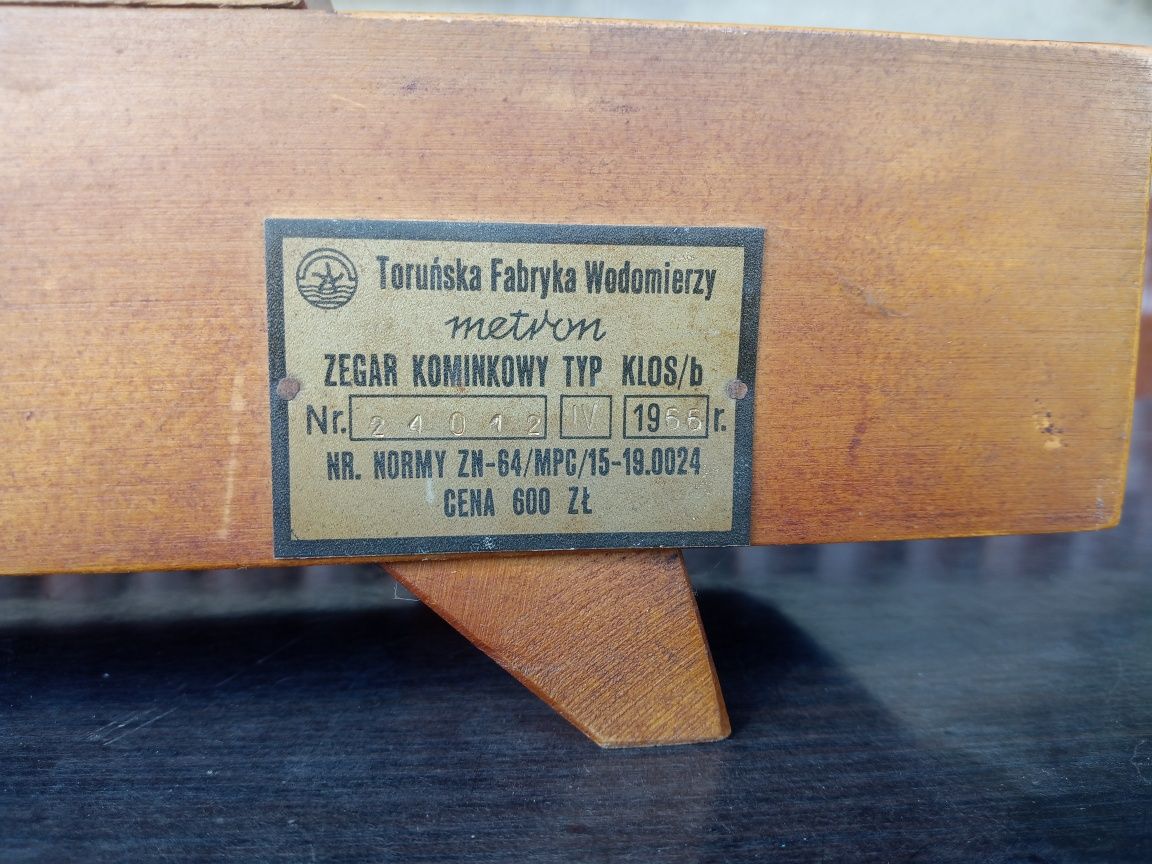 Toruńska Fabryka Wodomierzy
metron
ZEGAR KOMINKOWY TYP KLOS/b
Nr. 24012 IV 1966 r.
NR. NORMY ZN-64/MPC/15-19.0024
CENA 600 ZŁ